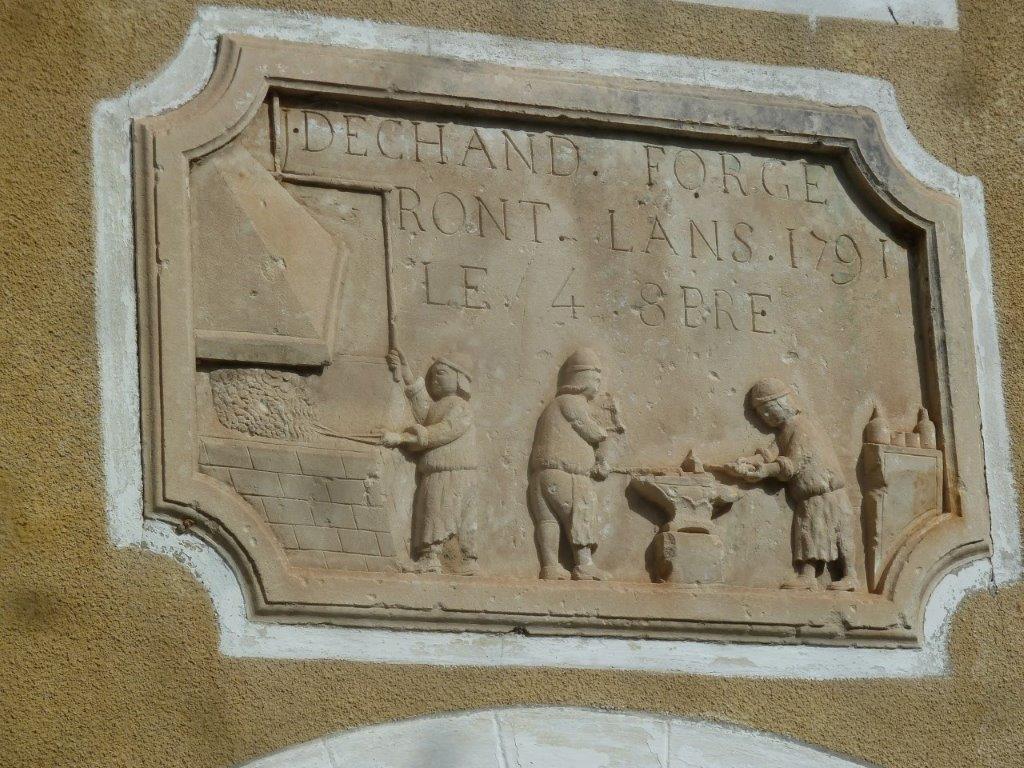 J·DECHAND. FORGE
RONT. LANS. 1791
LE / 4 8BRE